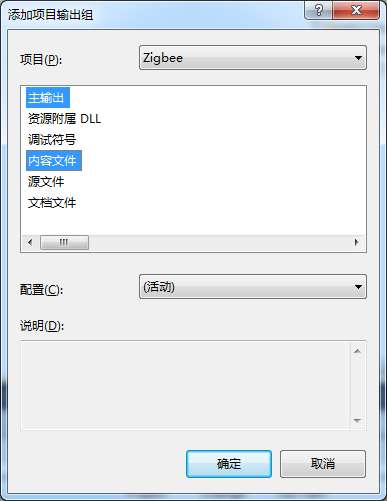 添加项目输出组
项目(P):
Zigbee
主输出
资源附属 DLL
调试符号
内容文件
源文件
文档文件
配置(C):
(活动)
说明(D):
确定
取消